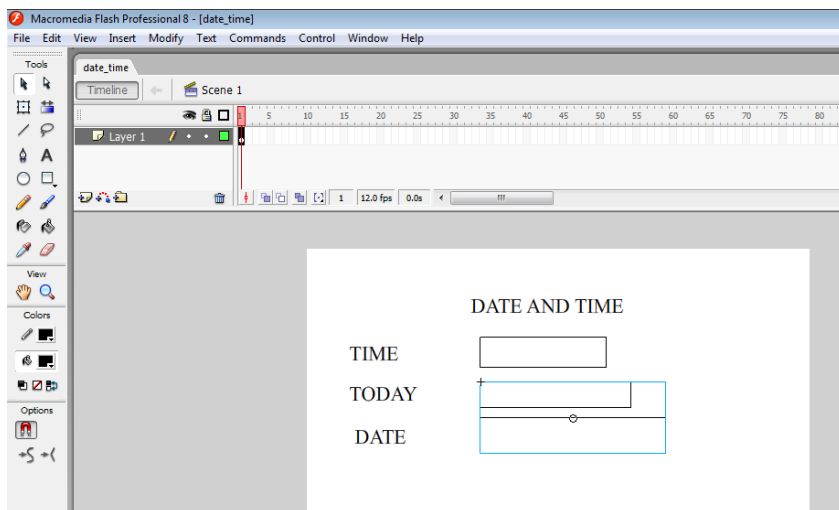 Macromedia Flash Professional 8 - [date_time]
File Edit View Insert Modify Text Commands Control Window Help
Tools
date_time
Timeline
Scene 1
1 5 10 15 20 25 30 35 40 45 50 55 60 65 70 75 80
Layer 1
1 12.0 fps 0.0s
View
Colors
Options
DATE AND TIME
TIME
TODAY
DATE